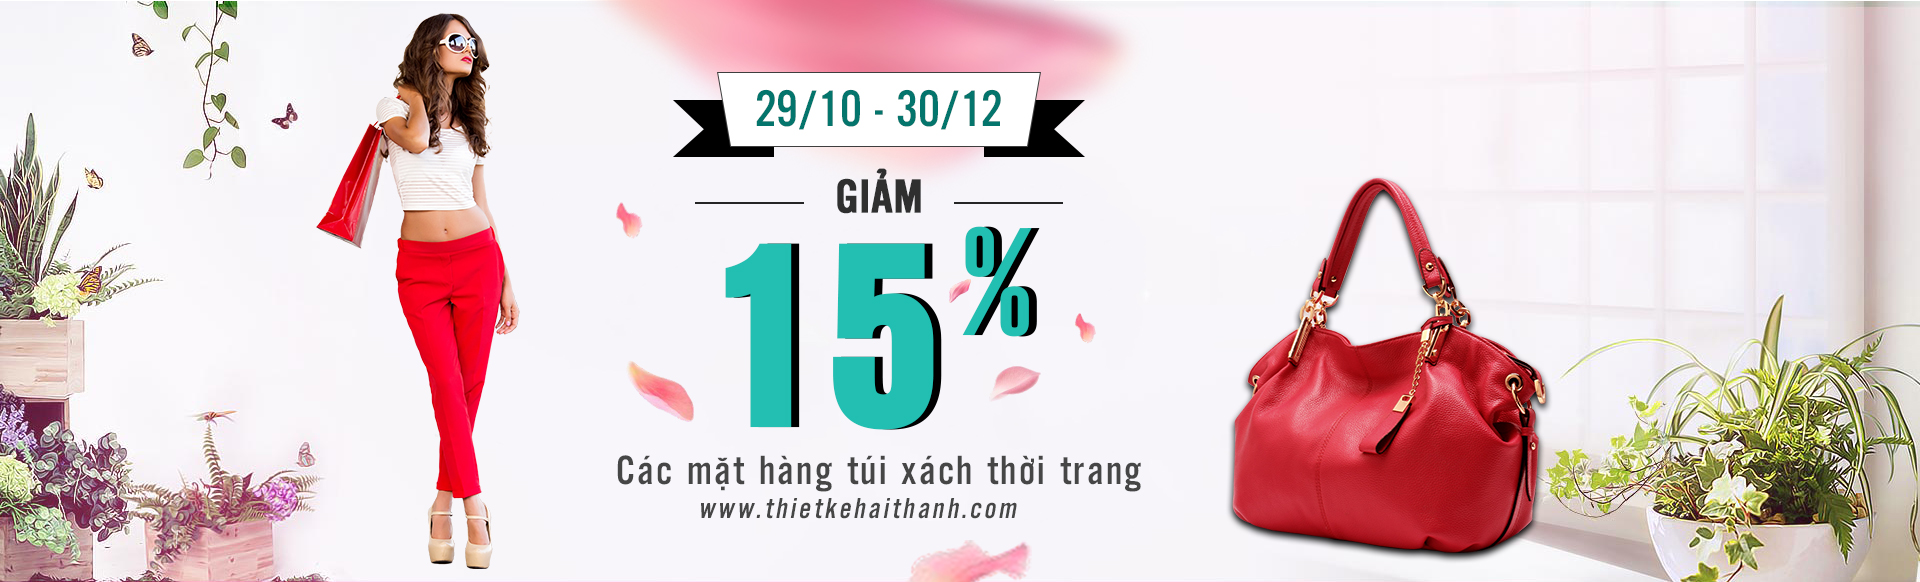 29/10 - 30/12
GIẢM
15%
Các mặt hàng túi xách thời trang
www.thietkehaithanh.com